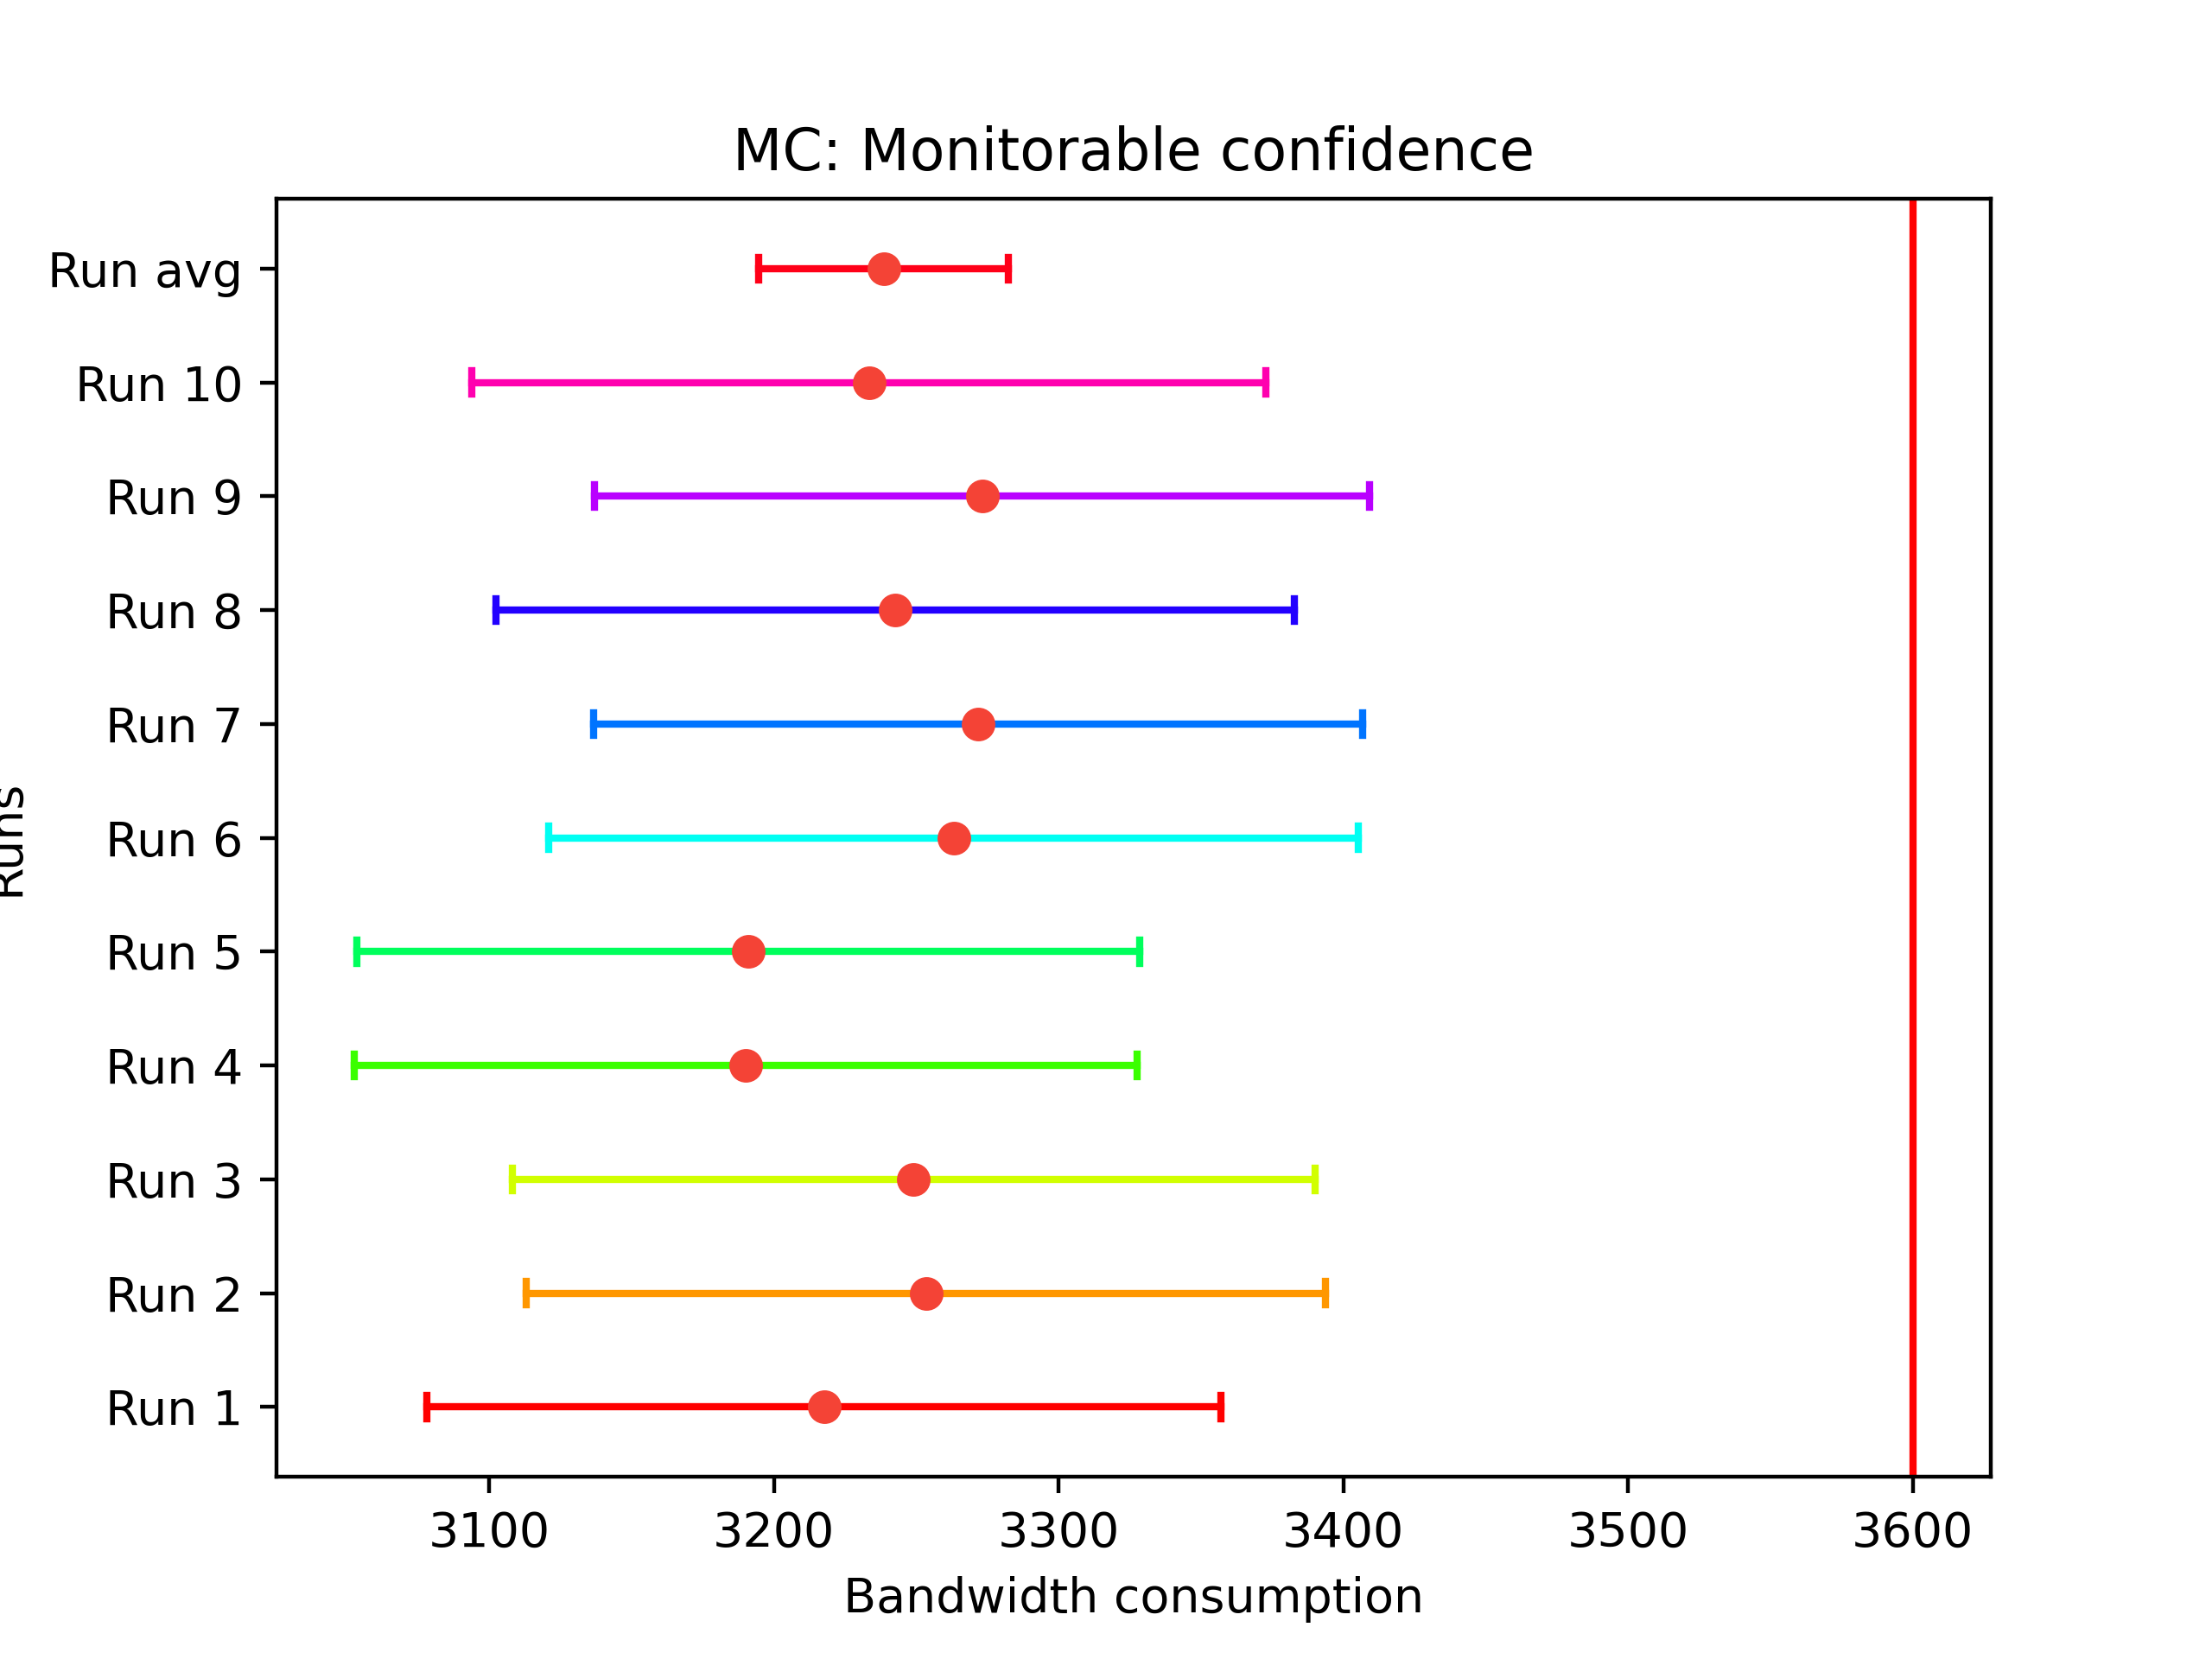 MC: Monitorable confidence
Run avg
Run 10
Run 9
Run 8
Run 7
Run 6
Run 5
Run 4
Run 3
Run 2
Run 1
Runs
3100 3200 3300 3400 3500 3600
Bandwidth consumption